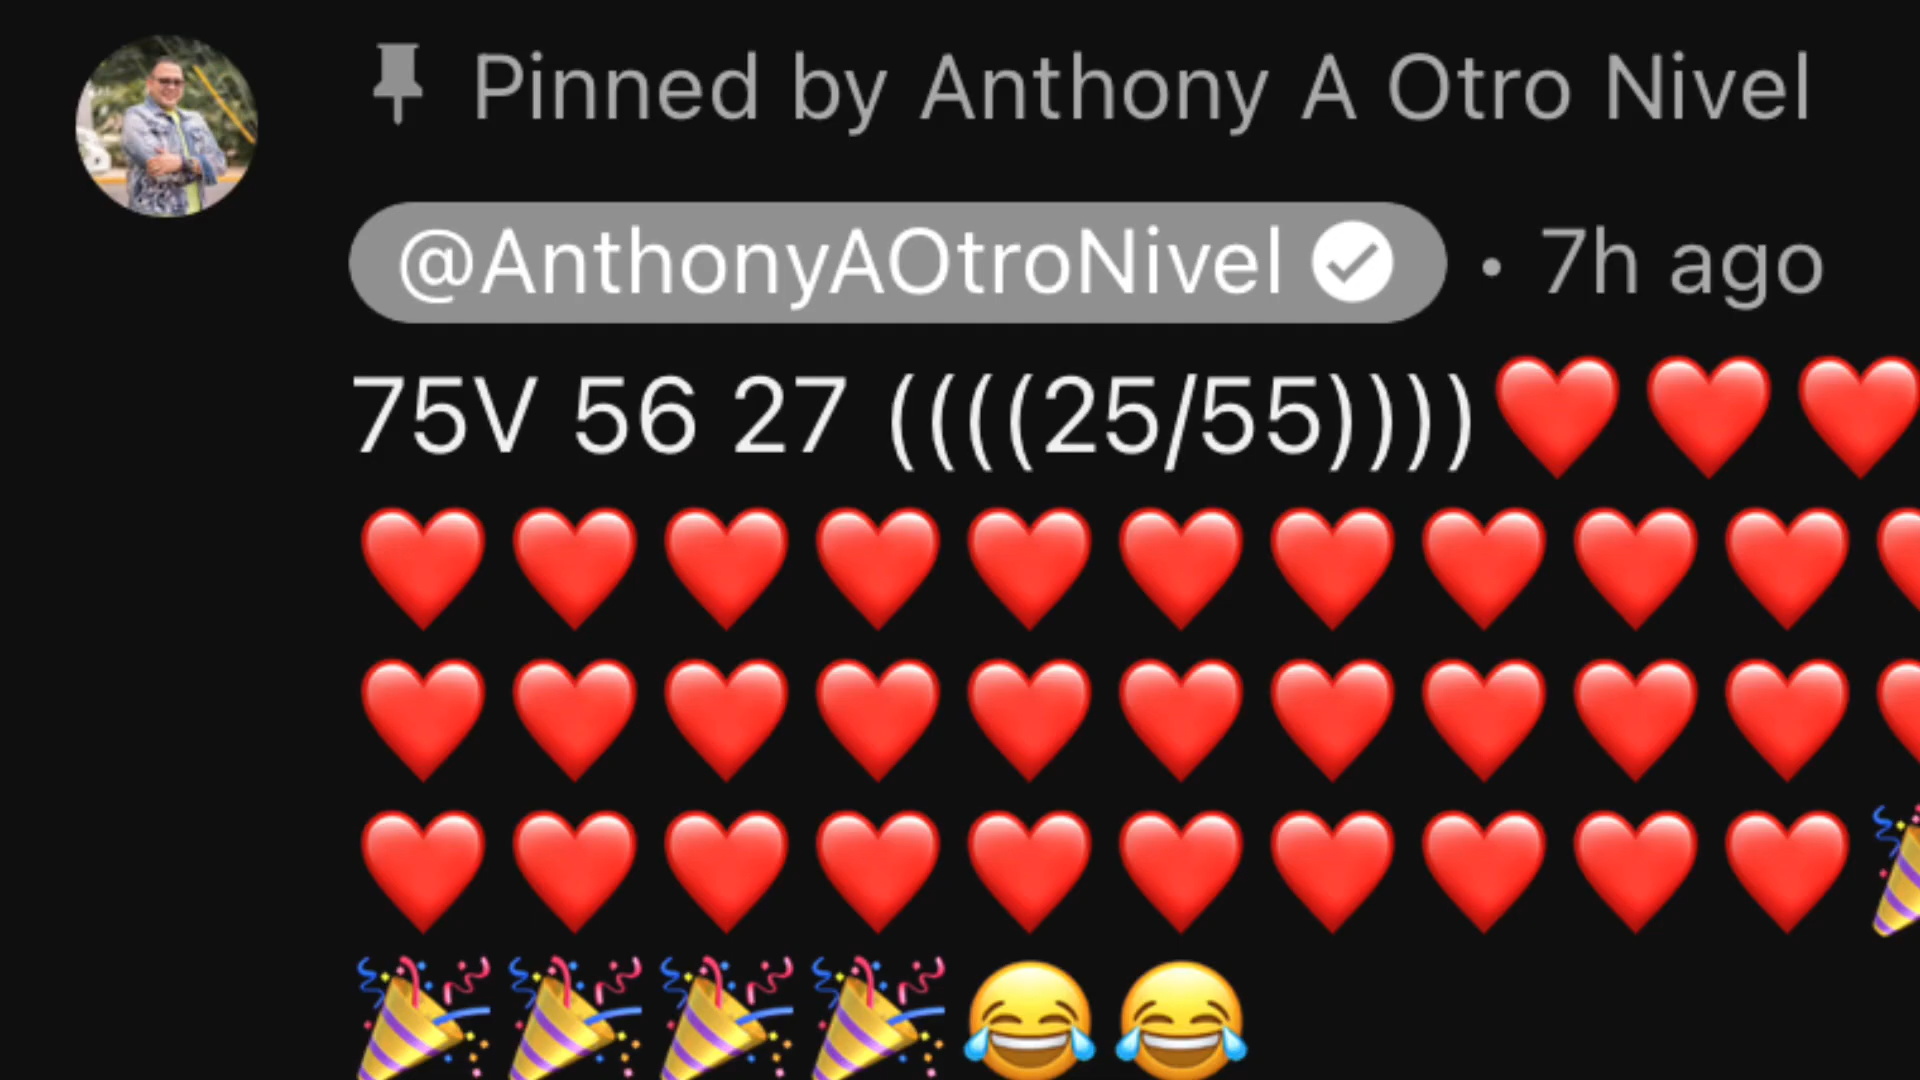 Pinned by Anthony A Otro Nivel
@AnthonyAOtroNivel • 7h ago
75V 56 27 ((((25/55))))❤️❤️❤️
❤️❤️❤️❤️❤️❤️❤️❤️❤️❤️❤️
❤️❤️❤️❤️❤️❤️❤️❤️❤️❤️❤️
❤️❤️❤️❤️❤️❤️❤️❤️❤️❤️🎉
🎉🎉🎉🎉😂😂